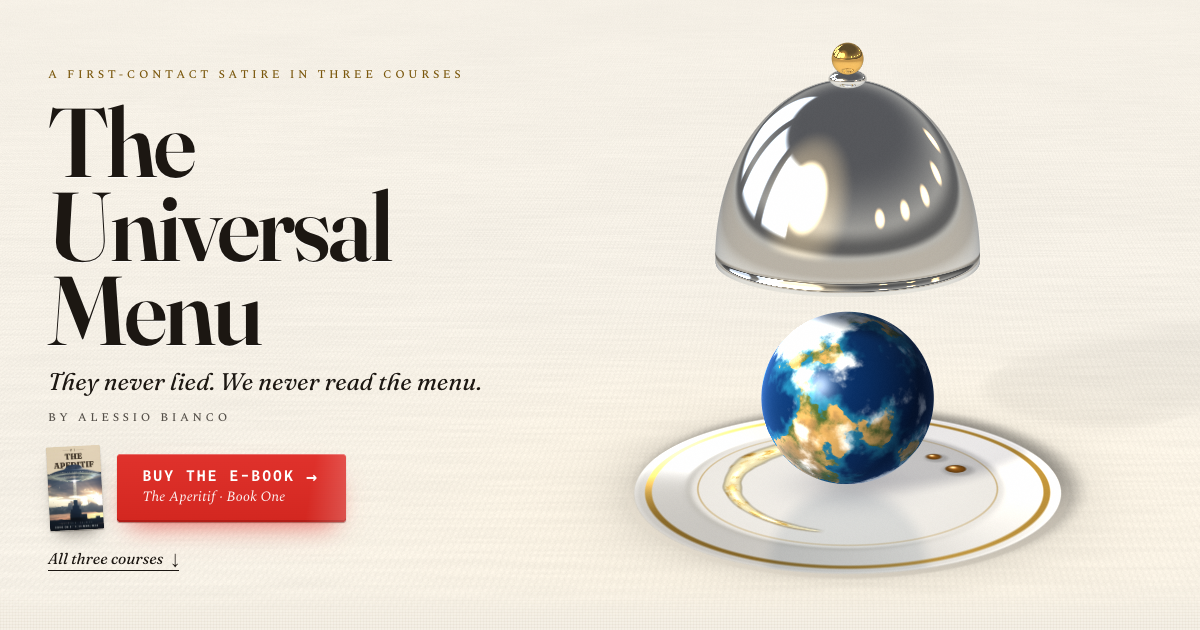 A FIRST-CONTACT SATIRE IN THREE COURSES
The
Universal
Menu
They never lied. We never read the menu.
BY ALESSIO BIANCO
THE
APERITIF
BUY THE E-BOOK →
The Aperitif · Book One
All three courses ↓